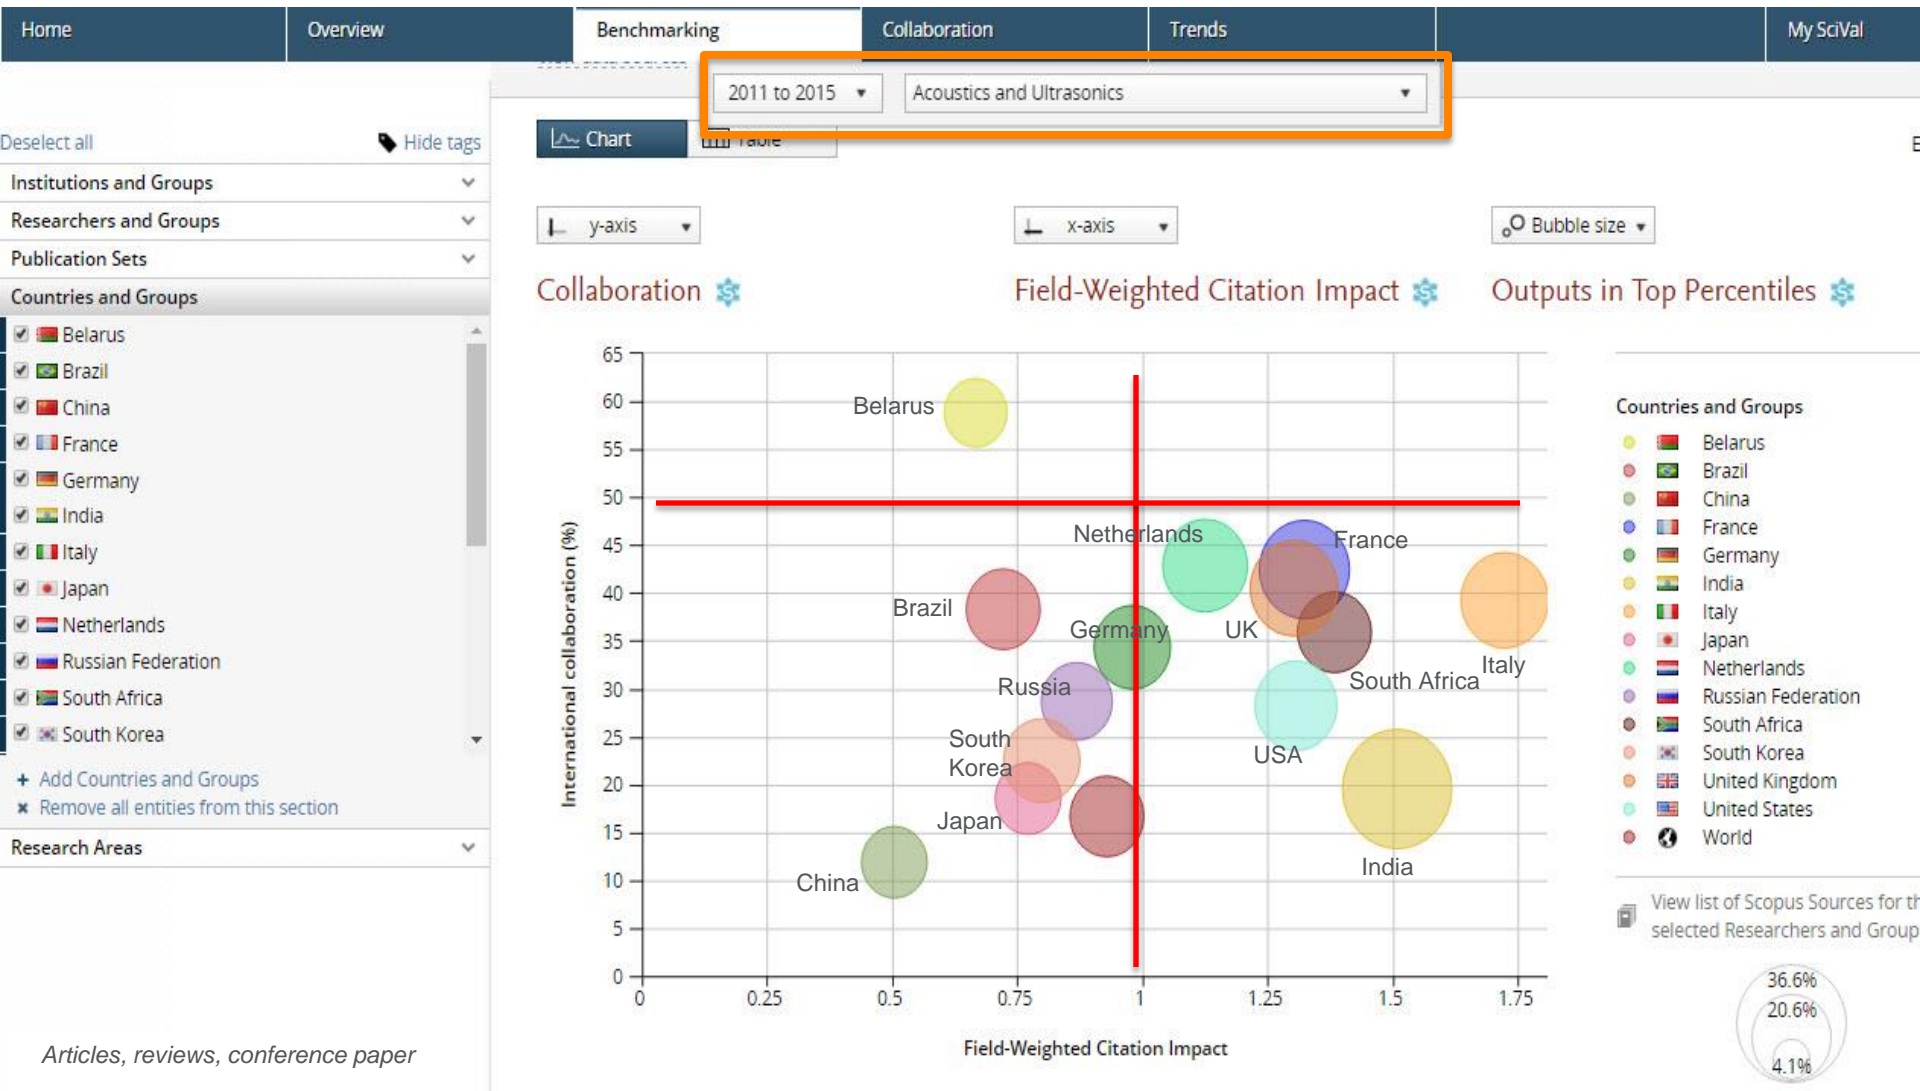 Home
Overview
Benchmarking
Collaboration
Trends
My SciVal
2011 to 2015
Acoustics and Ultrasonics
Deselect all
Hide tags
Chart
Table
Institutions and Groups
Researchers and Groups
Publication Sets
Countries and Groups
Belarus
Brazil
China
France
Germany
India
Italy
Japan
Netherlands
Russian Federation
South Africa
South Korea
+ Add Countries and Groups
Remove all entities from this section
Research Areas
Articles, reviews, conference paper
y-axis
x-axis
Bubble size
Collaboration
Field-Weighted Citation Impact
Outputs in Top Percentiles
International collaboration (%)
65
60
55
50
45
40
35
30
25
20
15
10
5
0
Belarus
Netherlands
France
Brazil
Germany
UK
Russia
South Africa
Italy
South
Korea
USA
Japan
China
India
0
0.25
0.5
0.75
1
1.25
1.5
1.75
Field-Weighted Citation Impact
Countries and Groups
Belarus
Brazil
China
France
Germany
India
Italy
Japan
Netherlands
Russian Federation
South Africa
South Korea
United Kingdom
United States
World
View list of Scopus Sources for th
selected Researchers and Group
36.6%
20.6%
4.1%